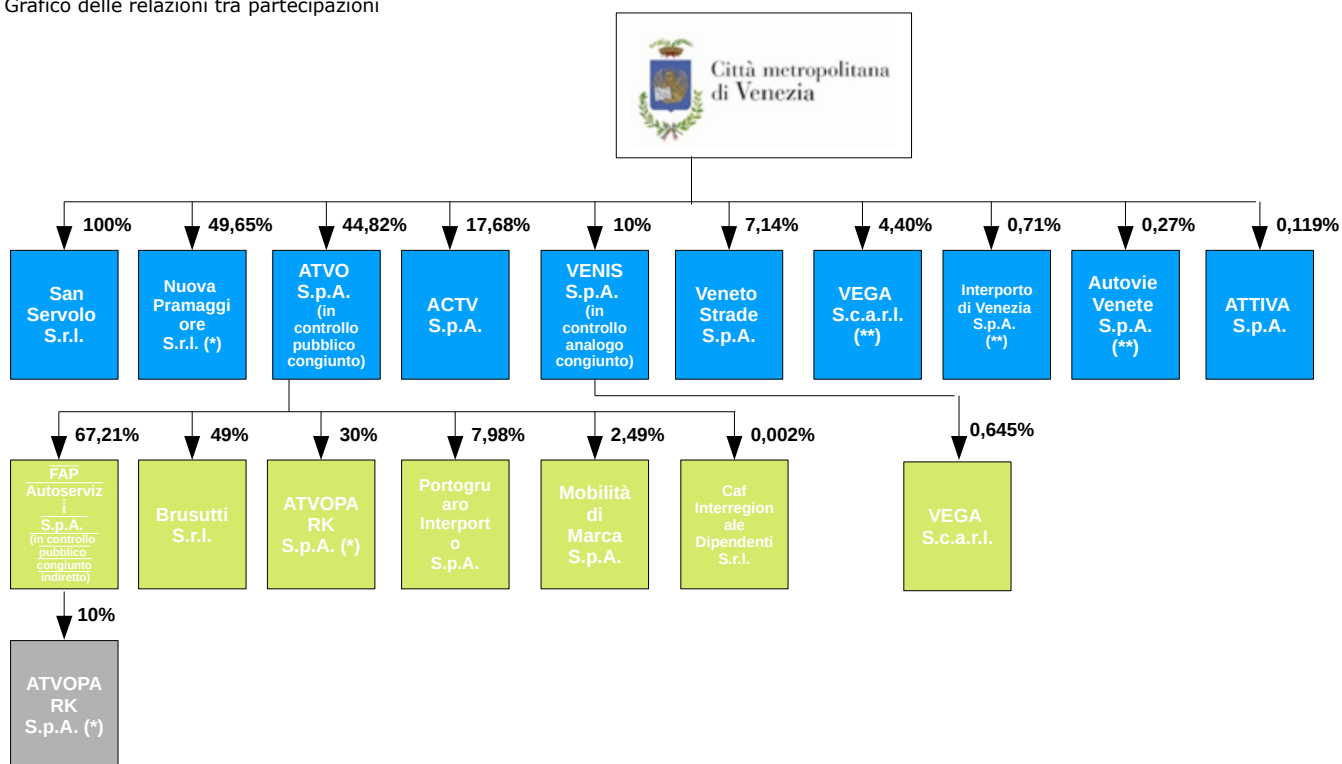 Grafico delle relazioni tra partecipazioni
Città metropolitana
di Venezia
100%
49,65%
44,82%
17,68%
10%
7,14%
4,40%
0,71%
0,27%
0,119%
San
Servolo
S.r.l.
Nuova
Pramaggi
ore
S.r.l. (*)
ATVO
S.p.A.
(in
controllo
pubblico
congiunto)
ACTV
S.p.A.
VENIS
S.p.A.
(in
controllo
analogo
congiunto)
Veneto
Strade
S.p.A.
VEGA
S.c.a.r.l.
(**)
Interporto
di Venezia
S.p.A.
(**)
Autovie
Venete
S.p.A.
(**)
ATTIVA
S.p.A.
67,21%
49%
30%
7,98%
2,49%
0,002%
0,645%
FAP
Autoserviz
i
S.p.A.
(in controllo
pubblico
congiunto
indiretto)
Brusutti
S.r.l.
ATVOPA
RK
S.p.A. (*)
Portogru
aro
Interport
o
S.p.A.
Mobilità
di
Marca
S.p.A.
Caf
Interregion
ale
Dipendenti
S.r.l.
VEGA
S.c.a.r.l.
10%
ATVOPA
RK
S.p.A. (*)